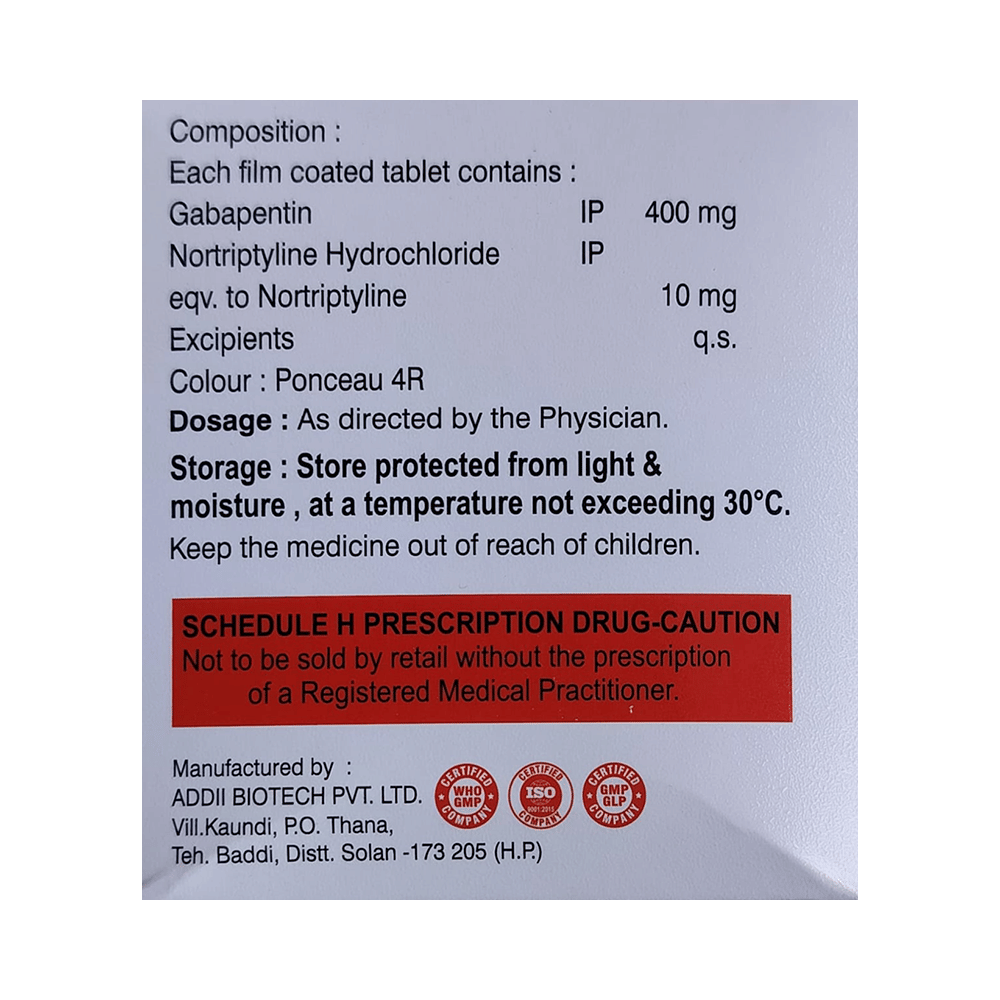 Composition :
Each film coated tablet contains :
Gabapentin IP 400 mg
Nortriptyline Hydrochloride IP
eqv. to Nortriptyline 10 mg
Excipients q.s.
Colour : Ponceau 4R
Dosage : As directed by the Physician.
Storage : Store protected from light &
moisture , at a temperature not exceeding 30°C.
Keep the medicine out of reach of children.
SCHEDULE H PRESCRIPTION DRUG-CAUTION
Not to be sold by retail without the prescription
of a Registered Medical Practitioner.
Manufactured by :
ADDII BIOTECH PVT. LTD.
Vill.Kaundi, P.O. Thana,
Teh. Baddi, Distt. Solan -173 205 (H.P.)
CERTIFIED
WHO
GMP
COMPANY
CERTIFIED
ISO
9001:2015
COMPANY
CERTIFIED
GMP
GLP
COMPANY